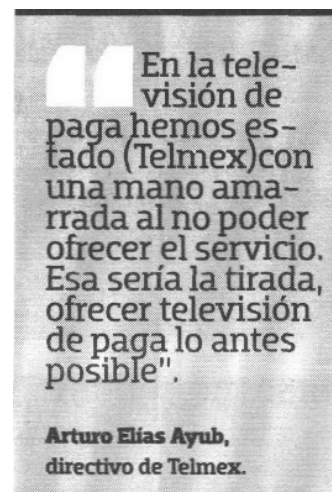 En la tele-
visión de
paga hemos es-
tado (Telmex)con
una mano ama-
rrada al no poder
ofrecer el servicio.
Esa sería la tirada,
ofrecer televisión
de paga lo antes
posible".
Arturo Elías Ayub,
directivo de Telmex.